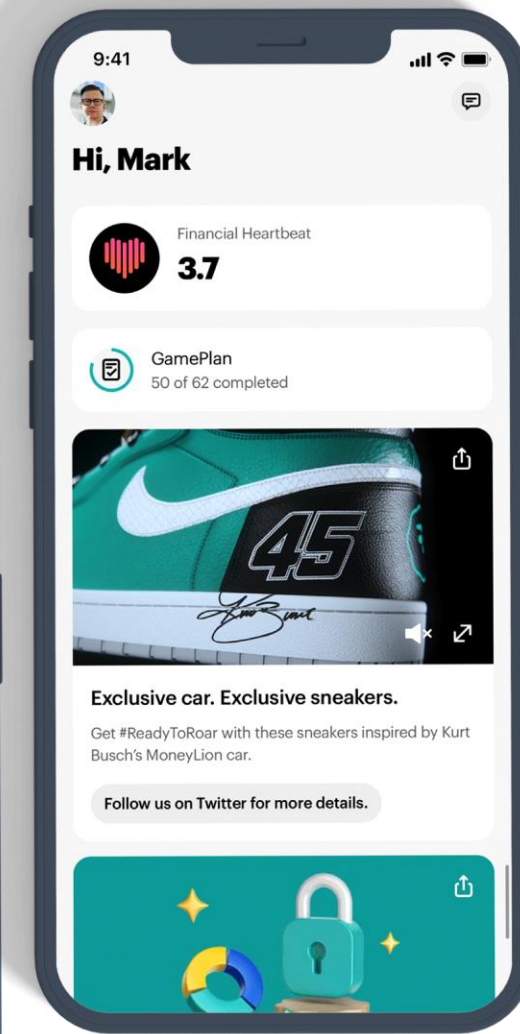 9:41
Hi, Mark
Financial Heartbeat
3.7
GamePlan
50 of 62 completed
45
Exclusive car. Exclusive sneakers.
Get #ReadyToRoar with these sneakers inspired by Kurt
Busch's MoneyLion car.
Follow us on Twitter for more details.